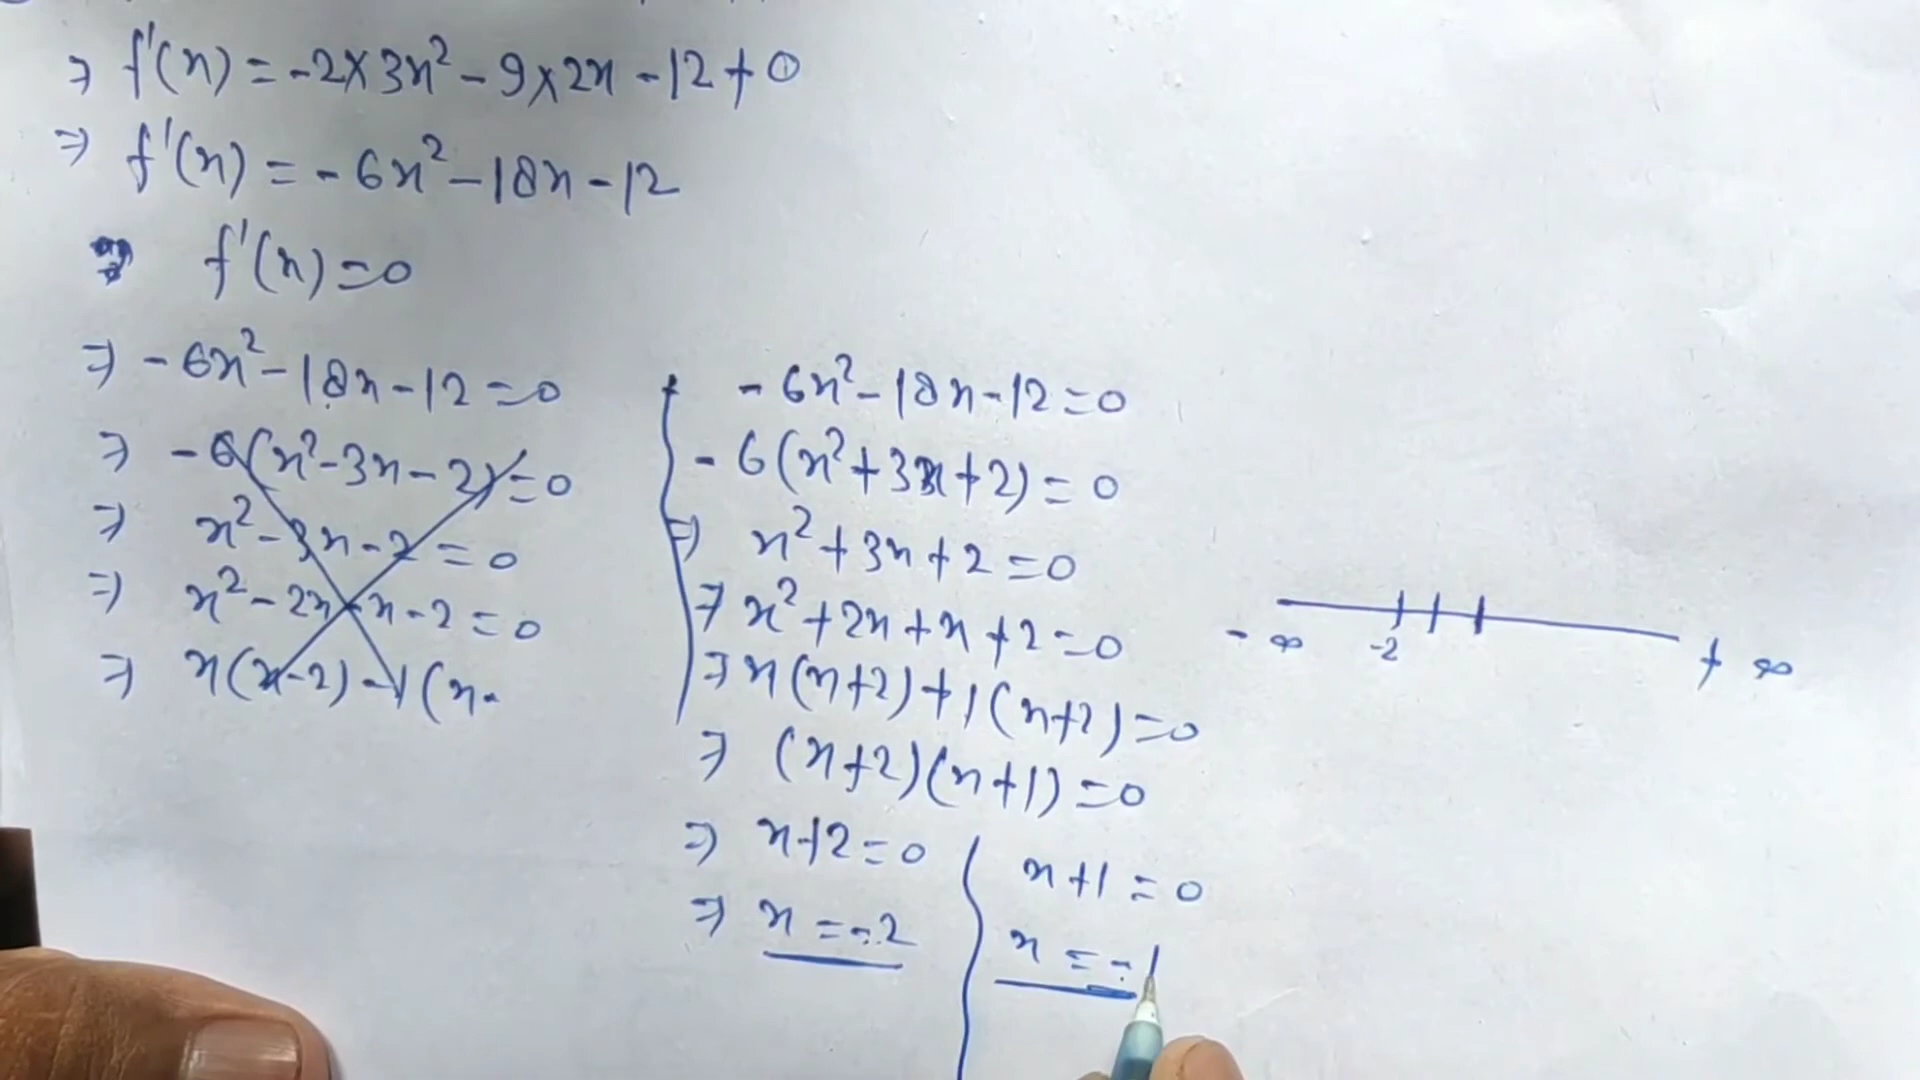 ⇒ f'(x) = -2×3x² - 9×2x - 12 + 0
⇒ f'(x) = -6x² - 18x - 12
f'(x) = 0
⇒ -6x² - 18x - 12 = 0
⇒ -6(x² - 3x - 2) = 0
⇒ x² - 3x - 2 = 0
⇒ x² - 2x - x - 2 = 0
⇒ x(x-2) - 1(x-
-6x² - 18x - 12 = 0
-6(x² + 3x + 2) = 0
⇒ x² + 3x + 2 = 0
⇒ x² + 2x + x + 2 = 0
⇒ x(x+2) + 1(x+2) = 0
⇒ (x+2)(x+1) = 0
⇒ x+2 = 0
⇒ x = -2
x+1 = 0
x = -1
-∞ -2 +∞